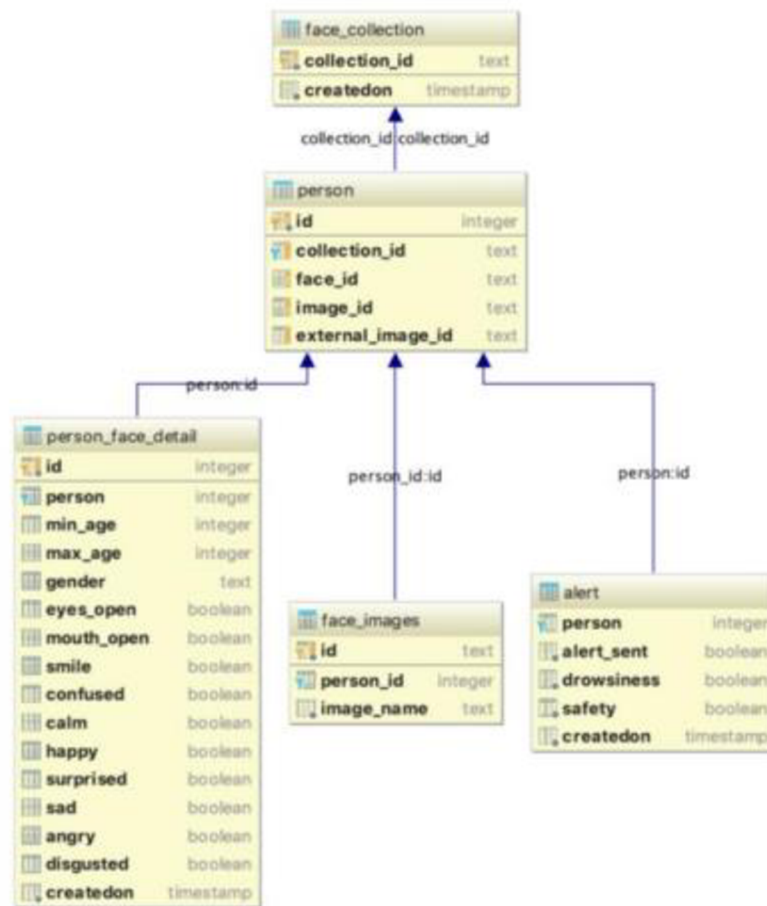 face_collection
collection_id text
createdon timestamp
collection_id:collection_id
person
id integer
collection_id text
face_id text
image_id text
external_image_id text
person:id
person_id:id
person:id
person_face_detail
id integer
person integer
min_age integer
max_age integer
gender text
eyes_open boolean
mouth_open boolean
smile boolean
confused boolean
calm boolean
happy boolean
surprised boolean
sad boolean
angry boolean
disgusted boolean
createdon timestamp
face_images
id text
person_id integer
image_name text
alert
person integer
alert_sent boolean
drowsiness boolean
safety boolean
createdon timestamp